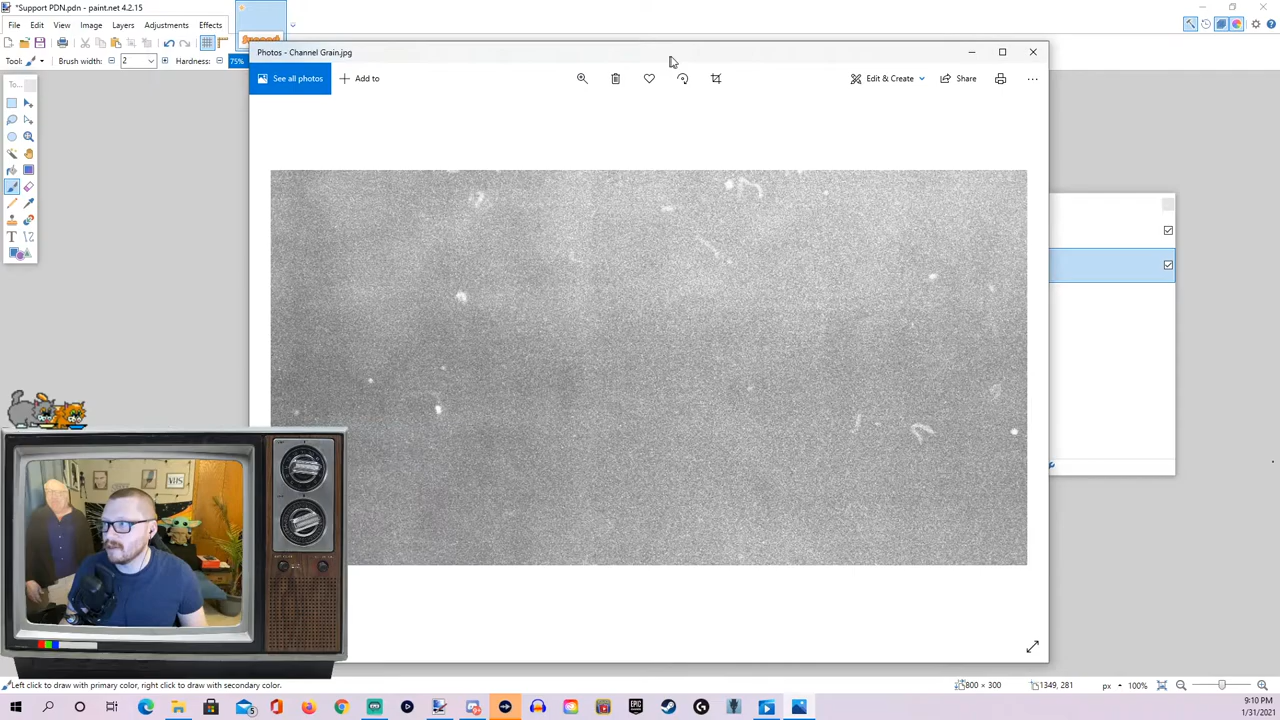 *Support PDN.pdn - paint.net 4.2.15
File Edit View Image Layers Adjustments Effects
Tool: Brush width: 2 Hardness: 75%
Photos - Channel Grain.jpg
See all photos Add to Edit & Create Share
To...
VHS
Left click to draw with primary color, right click to draw with secondary color. 800 × 300 1349, 281 px 100%
9:10 PM
1/31/2021